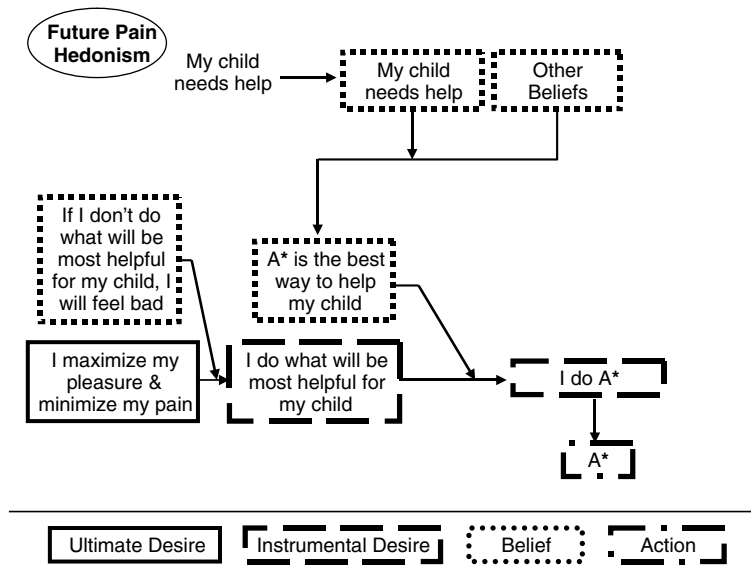 Future Pain
Hedonism
My child
needs help
My child
needs help
Other
Beliefs
If I don't do
what will be
most helpful
for my child, I
will feel bad
A* is the best
way to help
my child
I maximize my
pleasure &
minimize my pain
I do what will be
most helpful for
my child
I do A*
A*
Ultimate Desire
Instrumental Desire
Belief
Action